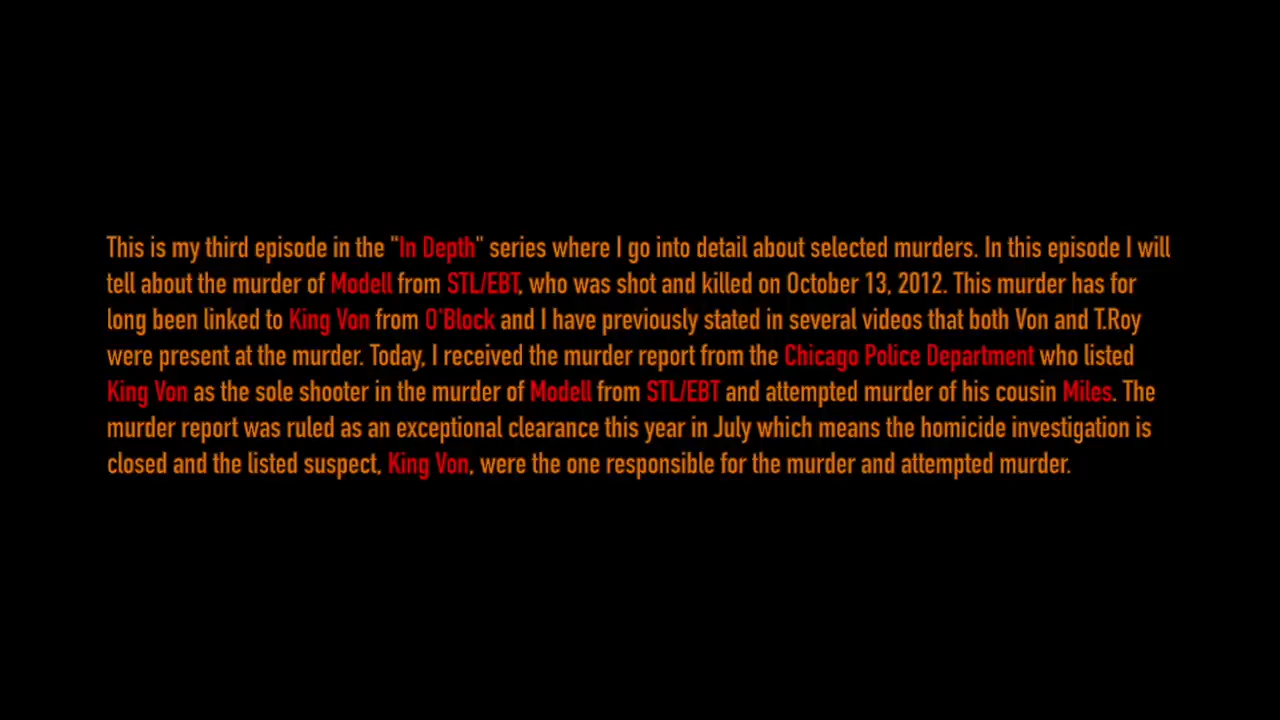 This is my third episode in the "In Depth" series where I go into detail about selected murders. In this episode I will
tell about the murder of Modell from STL/EBT, who was shot and killed on October 13, 2012. This murder has for
long been linked to King Von from O'Block and I have previously stated in several videos that both Von and T.Roy
were present at the murder. Today, I received the murder report from the Chicago Police Department who listed
King Von as the sole shooter in the murder of Modell from STL/EBT and attempted murder of his cousin Miles. The
murder report was ruled as an exceptional clearance this year in July which means the homicide investigation is
closed and the listed suspect, King Von, were the one responsible for the murder and attempted murder.